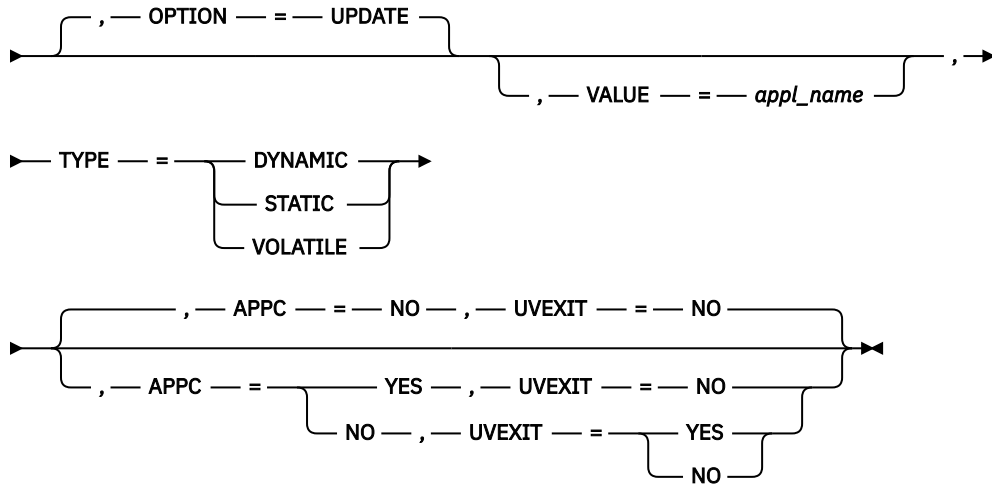 , OPTION = UPDATE
, VALUE = appl_name ,
TYPE = DYNAMIC
STATIC
VOLATILE
, APPC = NO , UVEXIT = NO
, APPC = YES , UVEXIT = NO
NO , UVEXIT = YES
NO